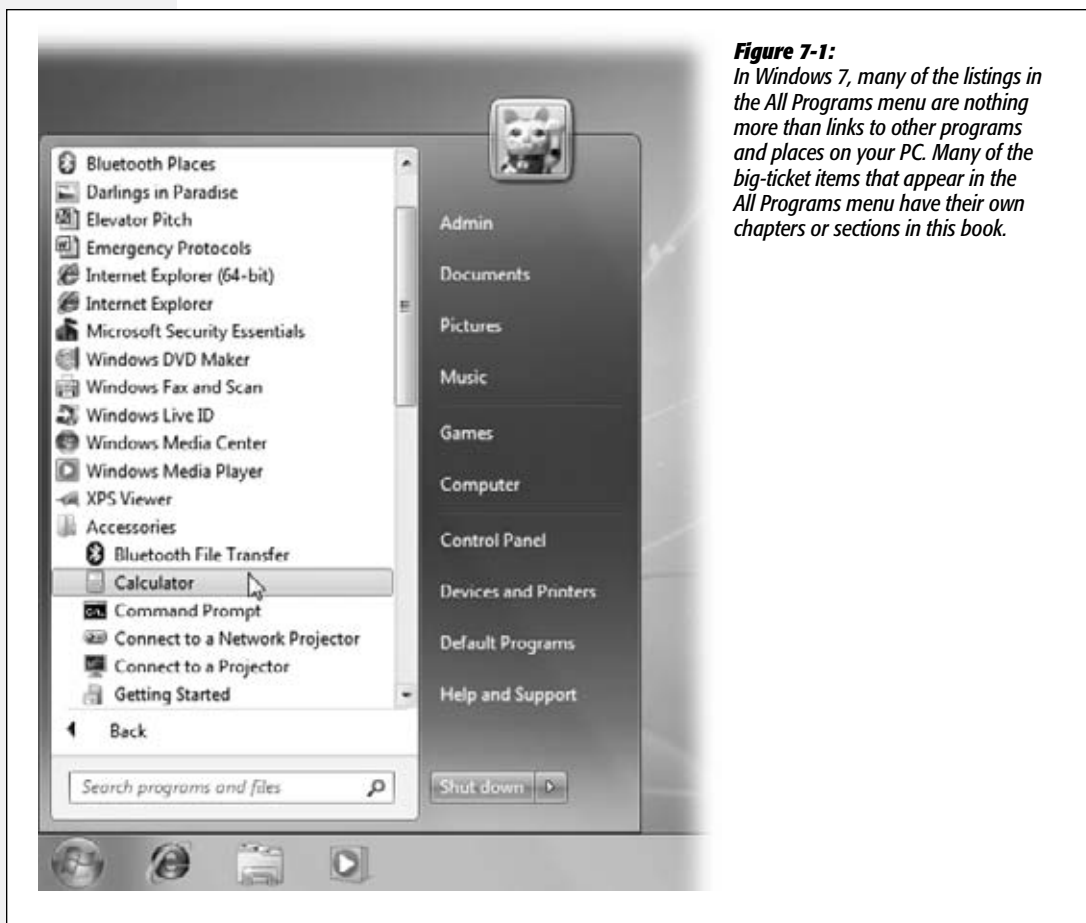 Figure 7-1:
In Windows 7, many of the listings in
the All Programs menu are nothing
more than links to other programs
and places on your PC. Many of the
big-ticket items that appear in the
All Programs menu have their own
chapters or sections in this book.
Bluetooth Places
Darlings in Paradise
Elevator Pitch
Emergency Protocols
Internet Explorer (64-bit)
Internet Explorer
Microsoft Security Essentials
Windows DVD Maker
Windows Fax and Scan
Windows Live ID
Windows Media Center
Windows Media Player
XPS Viewer
Accessories
Bluetooth File Transfer
Calculator
Command Prompt
Connect to a Network Projector
Connect to a Projector
Getting Started
Back
Search programs and files
Admin
Documents
Pictures
Music
Games
Computer
Control Panel
Devices and Printers
Default Programs
Help and Support
Shut down